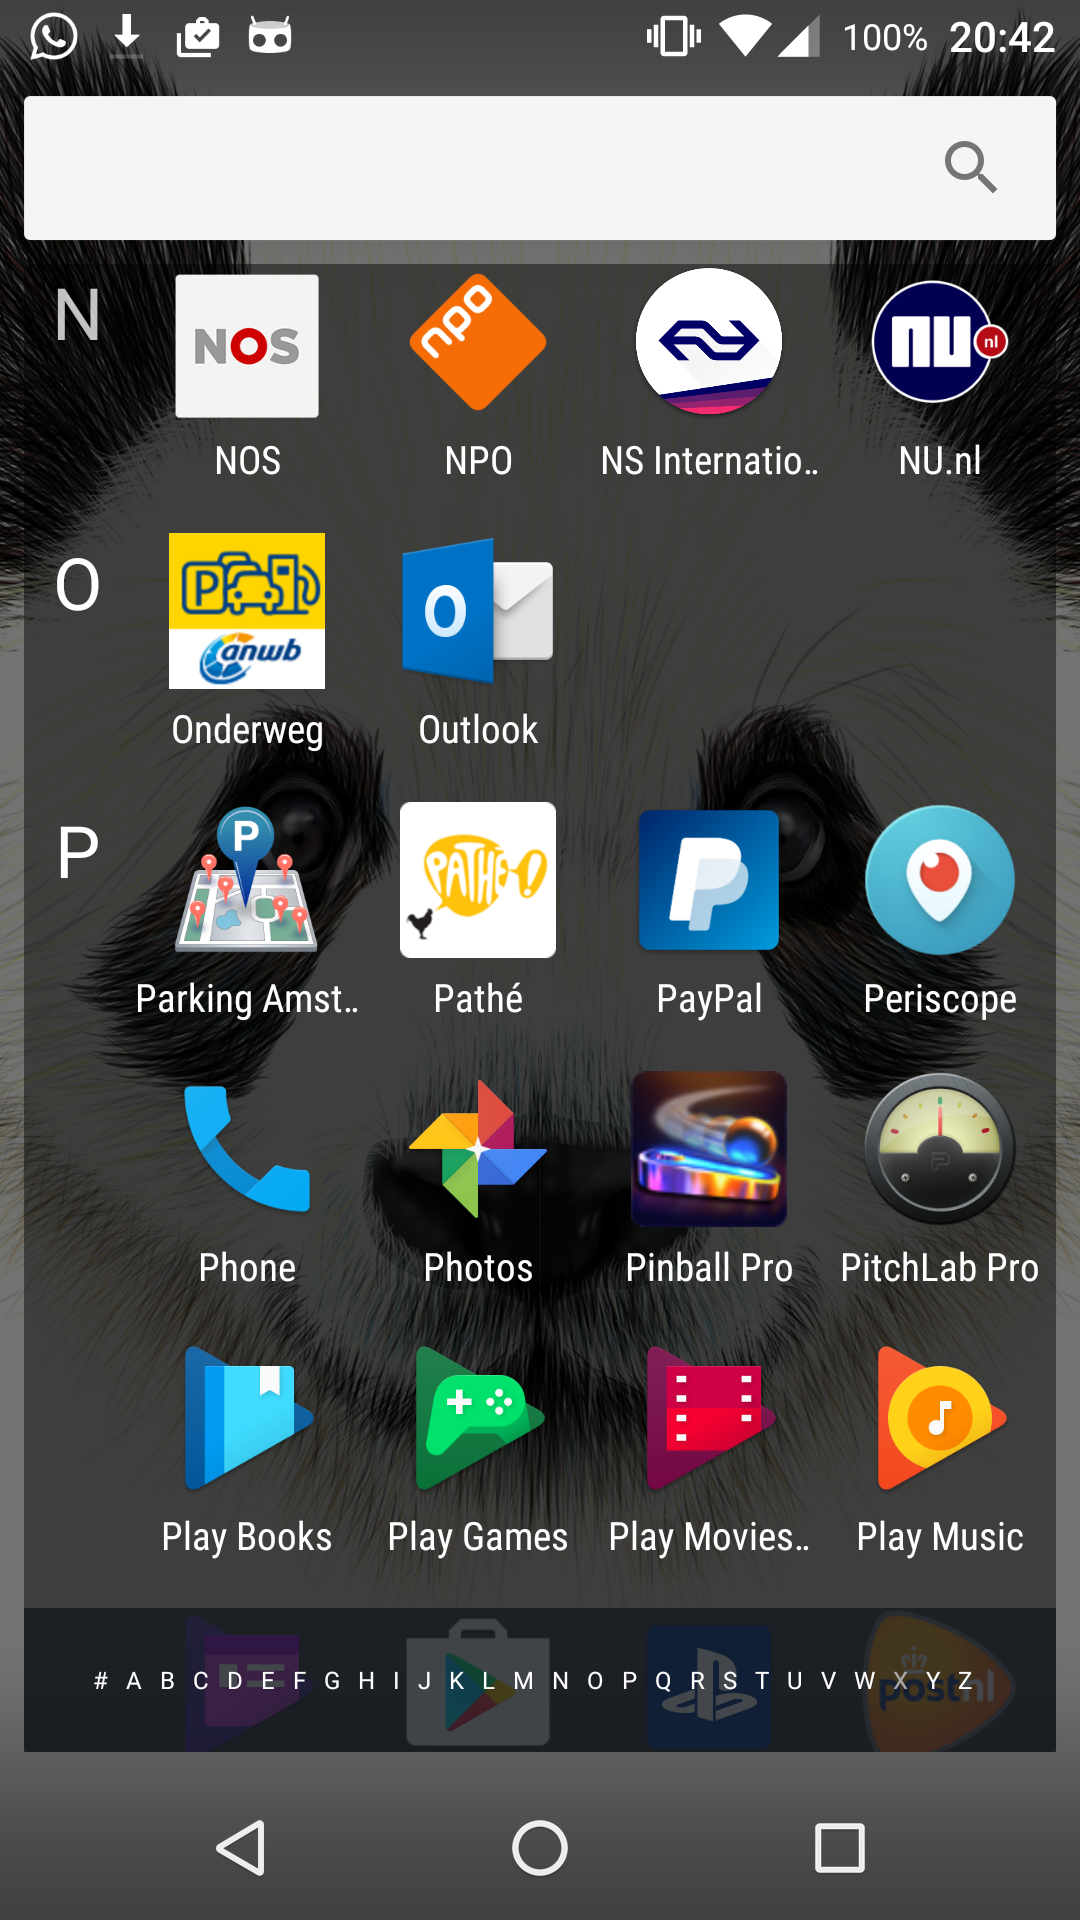 100% 20:42
N
NOS
npo
NU nl
NOS
NPO
NS Internatio..
NU.nl
O
P
anwb
O
Onderweg
Outlook
P
P
PATHÉ!
Parking Amst..
Pathé
PayPal
Periscope
Phone
Photos
Pinball Pro
PitchLab Pro
Play Books
Play Games
Play Movies..
Play Music
postnl
# A B C D E F G H I J K L M N O P Q R S T U V W X Y Z